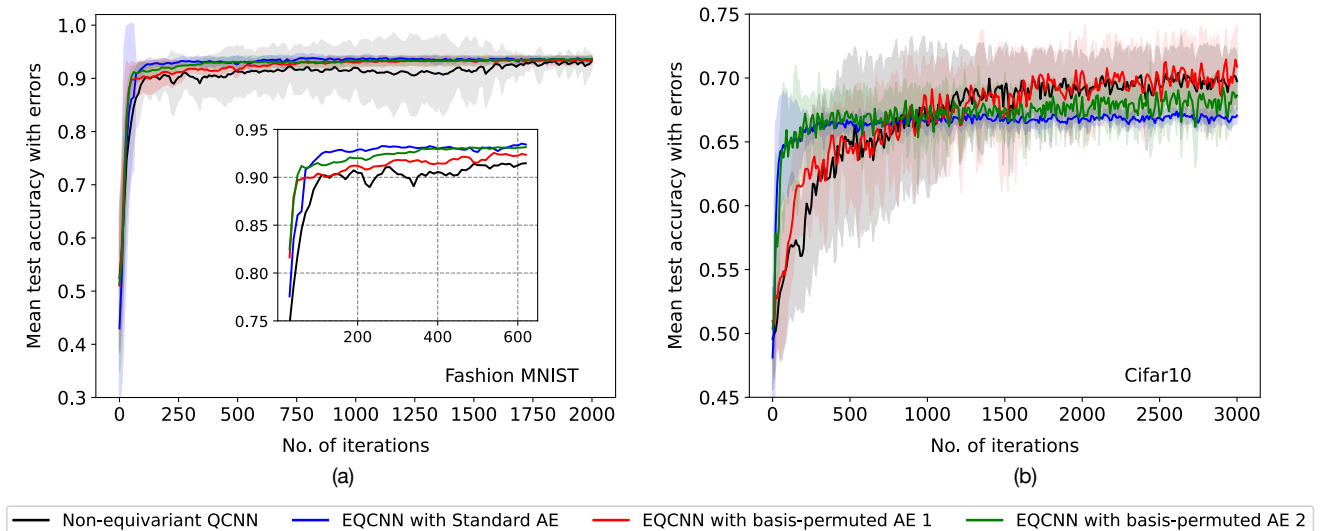 Mean test accuracy with errors
1.0
0.9
0.8
0.7
0.6
0.5
0.4
0.3
0.95
0.90
0.85
0.80
0.75
200 400 600
Fashion MNIST
0 250 500 750 1000 1250 1500 1750 2000
No. of iterations
(a)
Mean test accuracy with errors
0.75
0.70
0.65
0.60
0.55
0.50
0.45
Cifar10
0 500 1000 1500 2000 2500 3000
No. of iterations
(b)
Non-equivariant QCNN EQCNN with Standard AE EQCNN with basis-permuted AE 1 EQCNN with basis-permuted AE 2